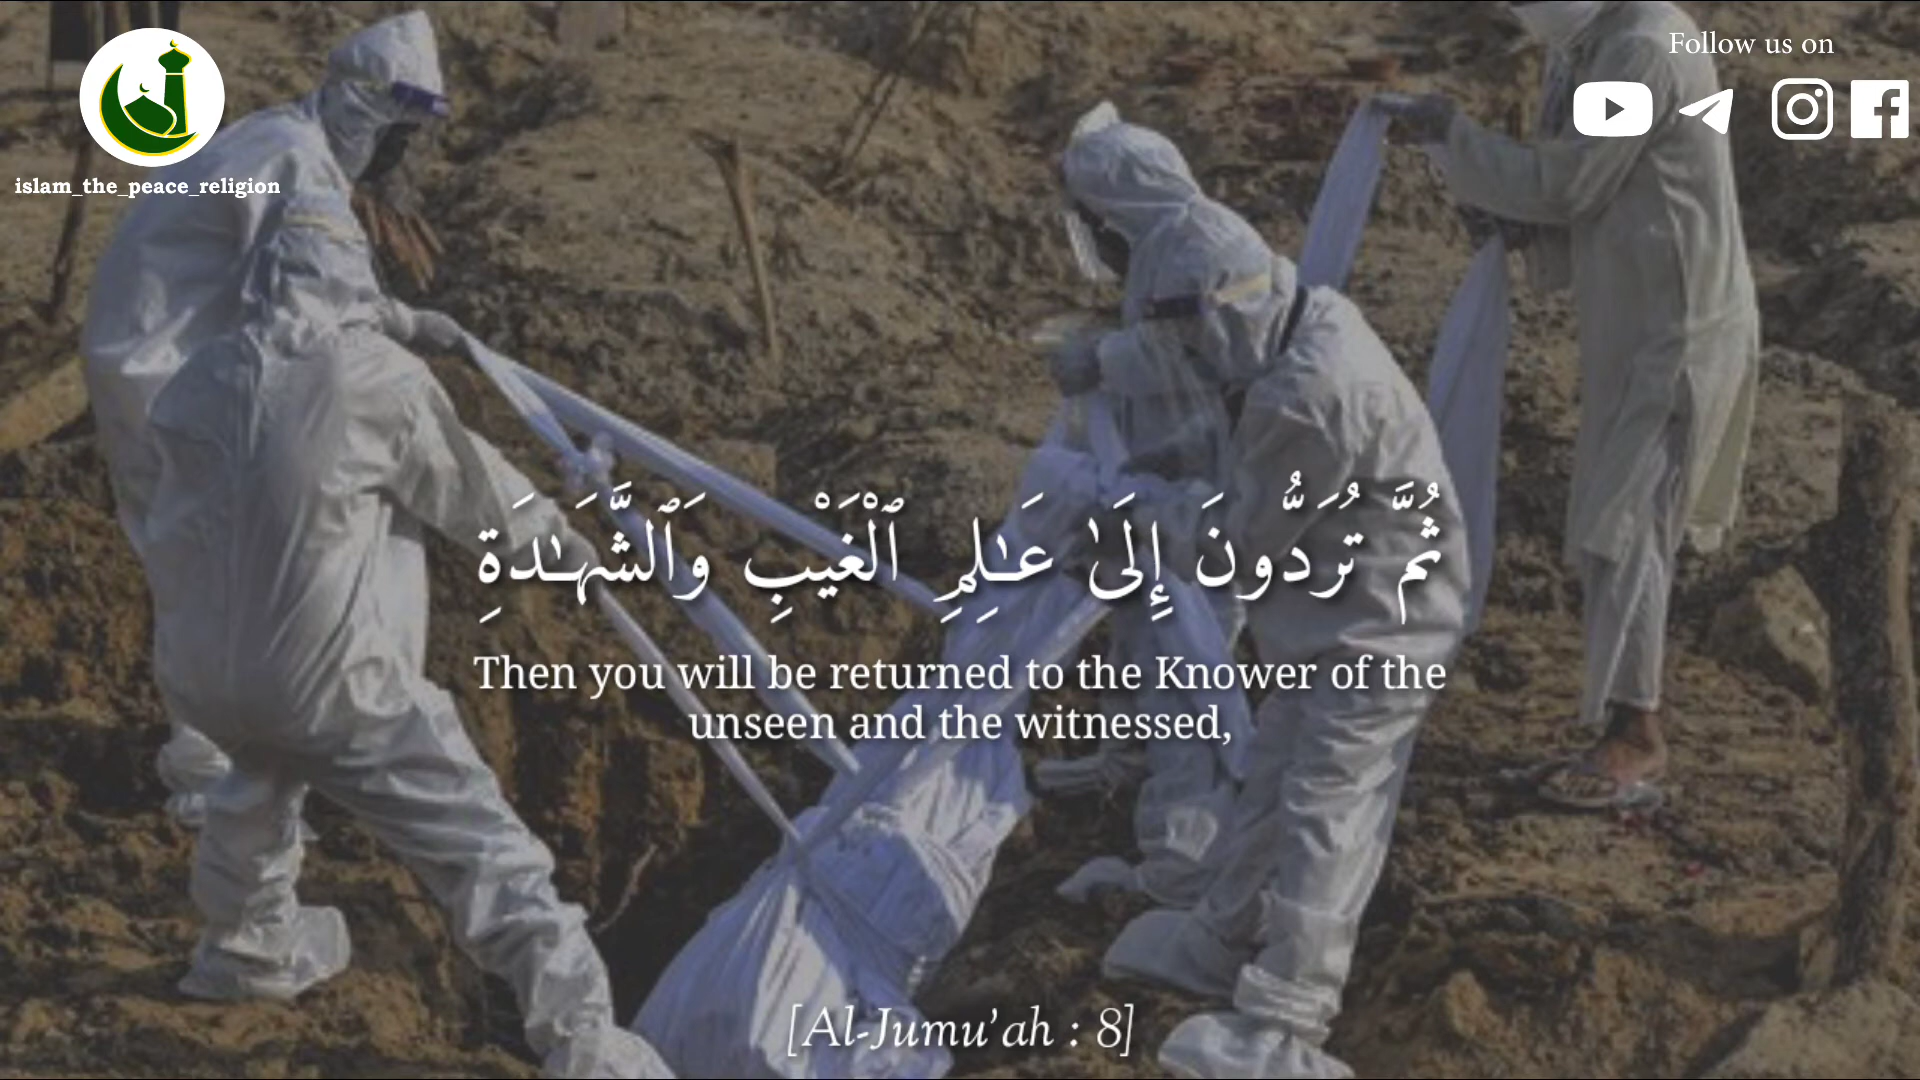 Follow us on
islam_the_peace_religion
ثُمَّ تُرَدُّونَ إِلَىٰ عَـٰلِمِ ٱلْغَيْبِ وَٱلشَّهَـٰدَةِ
Then you will be returned to the Knower of the
unseen and the witnessed,
[Al-Jumu’ah : 8]